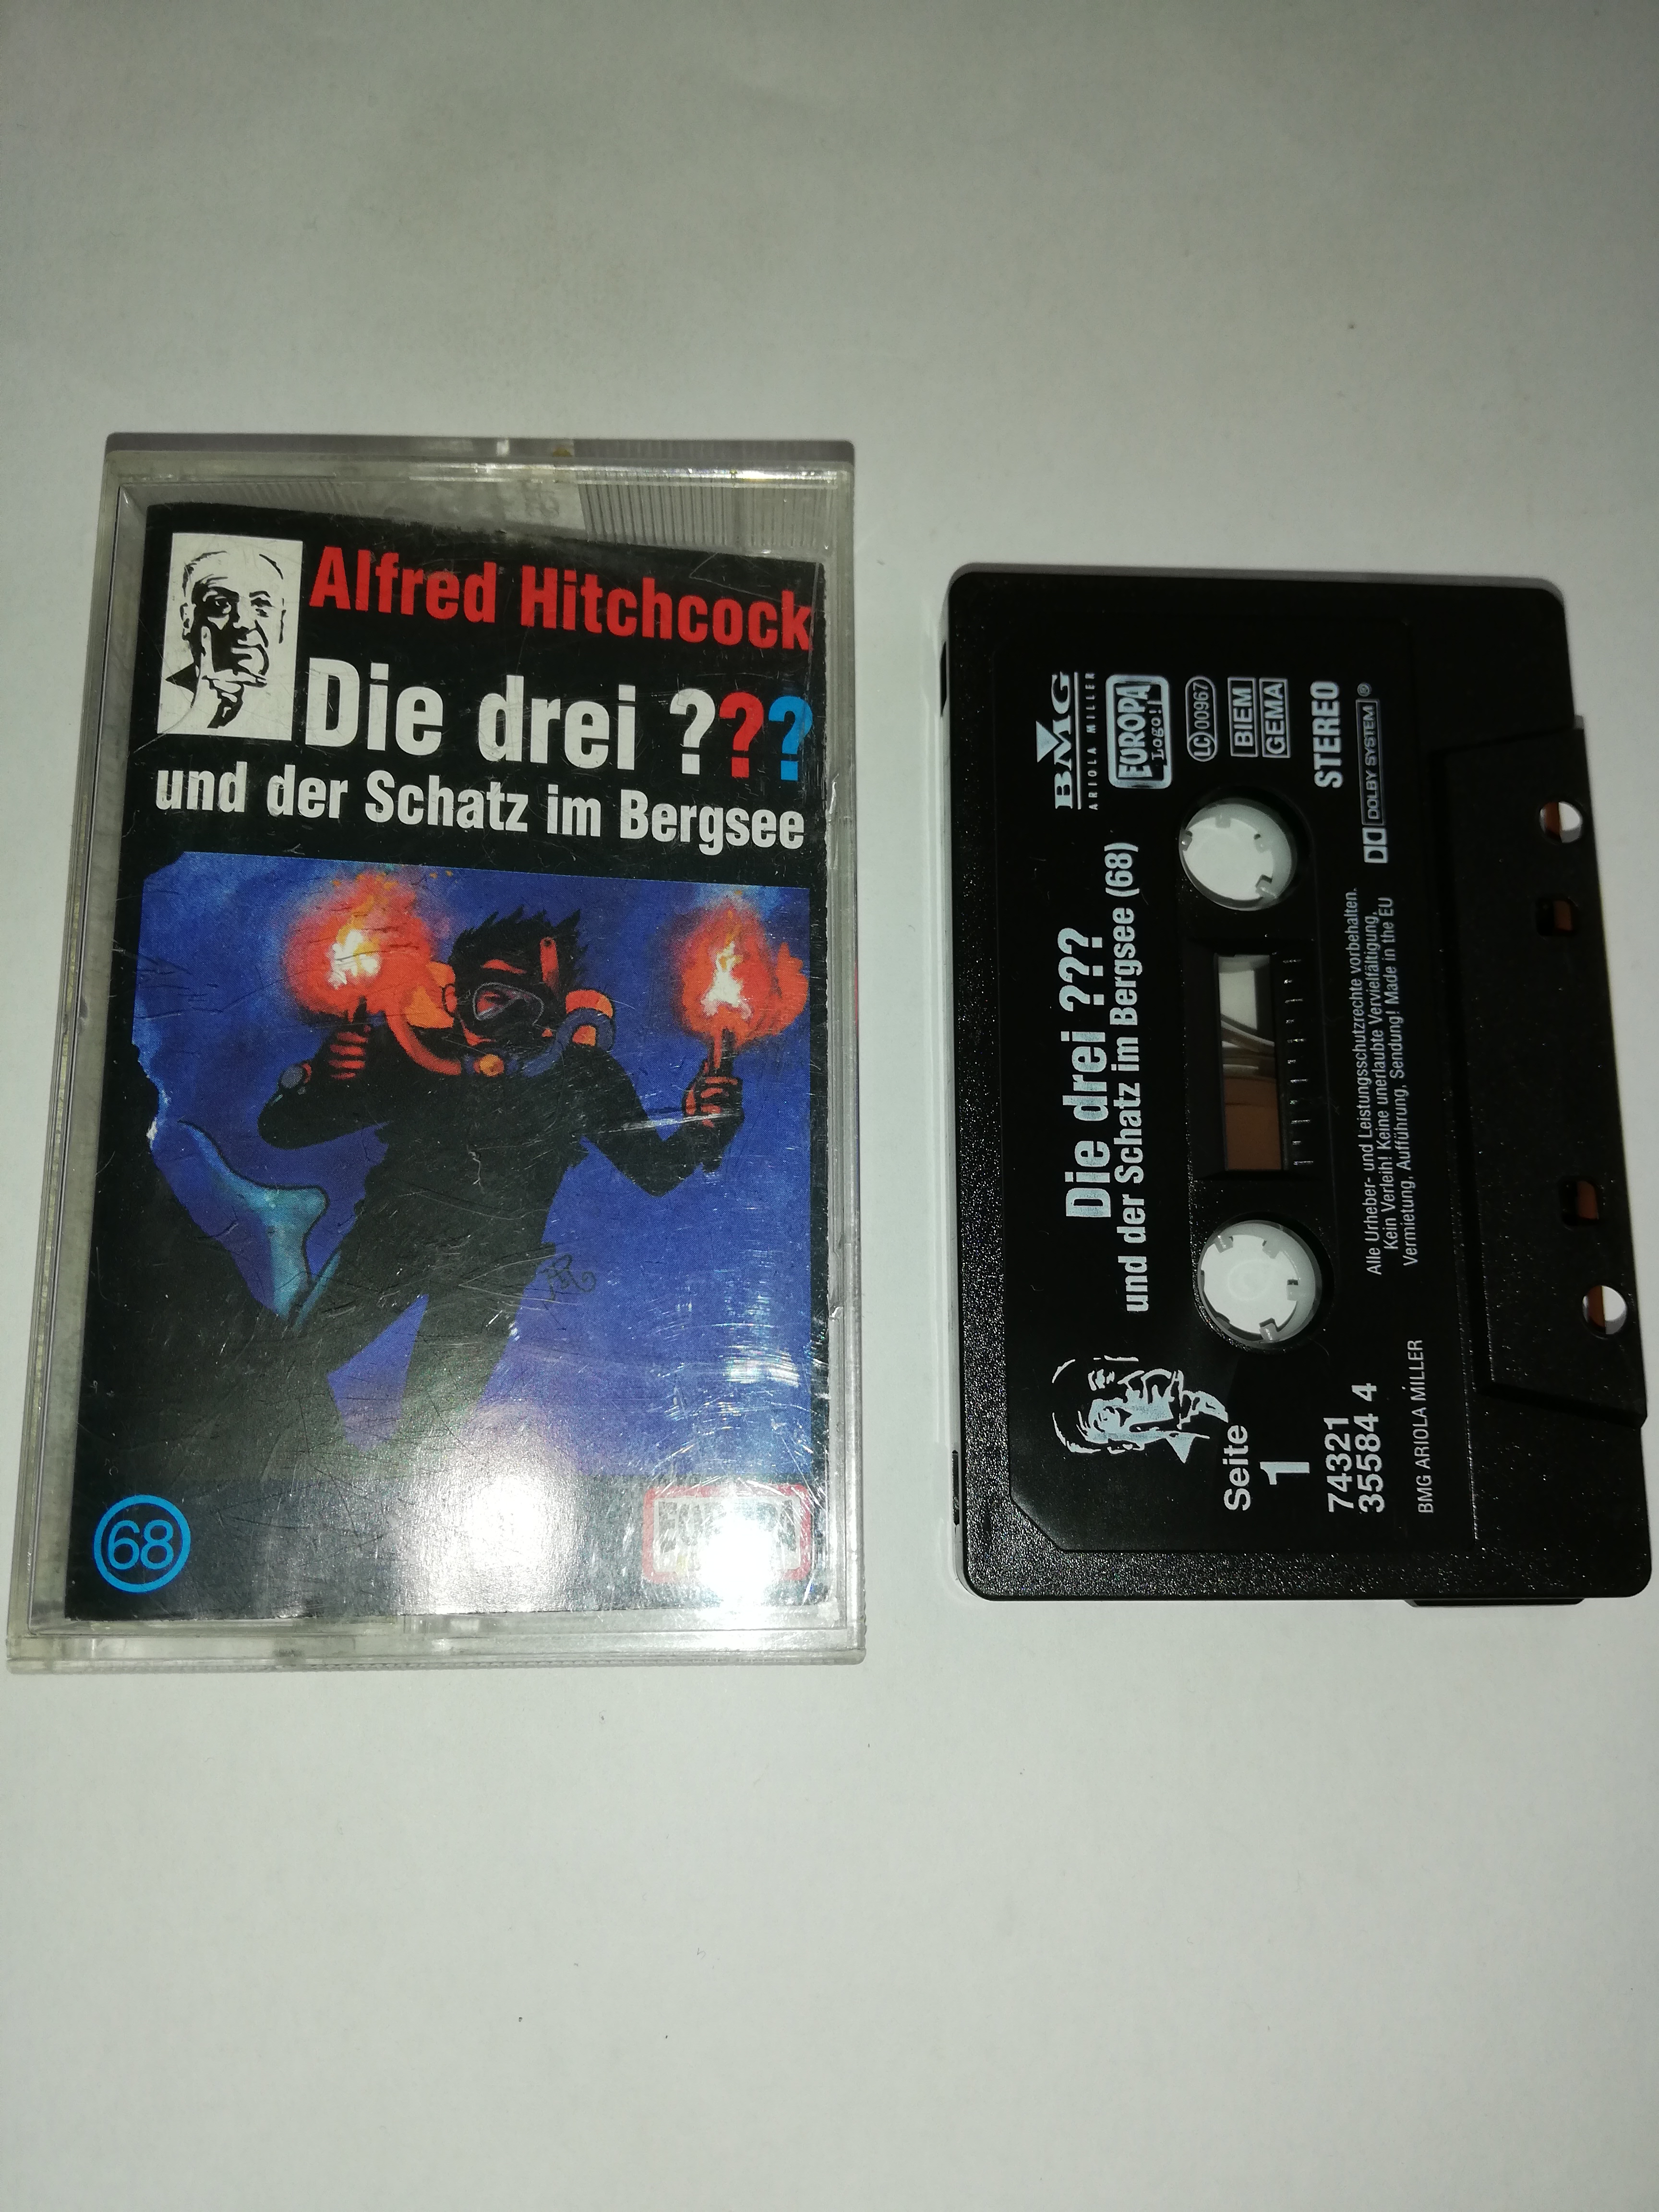 Alfred Hitchcock
Die drei ???
und der Schatz im Bergsee
68
BMG
ARIOLA MILLER
EUROPA
Logo!
LC 00967
BIEM
GEMA
STEREO
DOLBY SYSTEM®
Die drei ???
und der Schatz im Bergsee (68)
Seite
1
74321
35584 4
BMG ARIOLA MILLER
Alle Urheber- und Leistungsschutzrechte vorbehalten.
Kein Verleih! Keine unerlaubte Vervielfältigung,
Vermietung, Aufführung, Sendung! Made in the EU